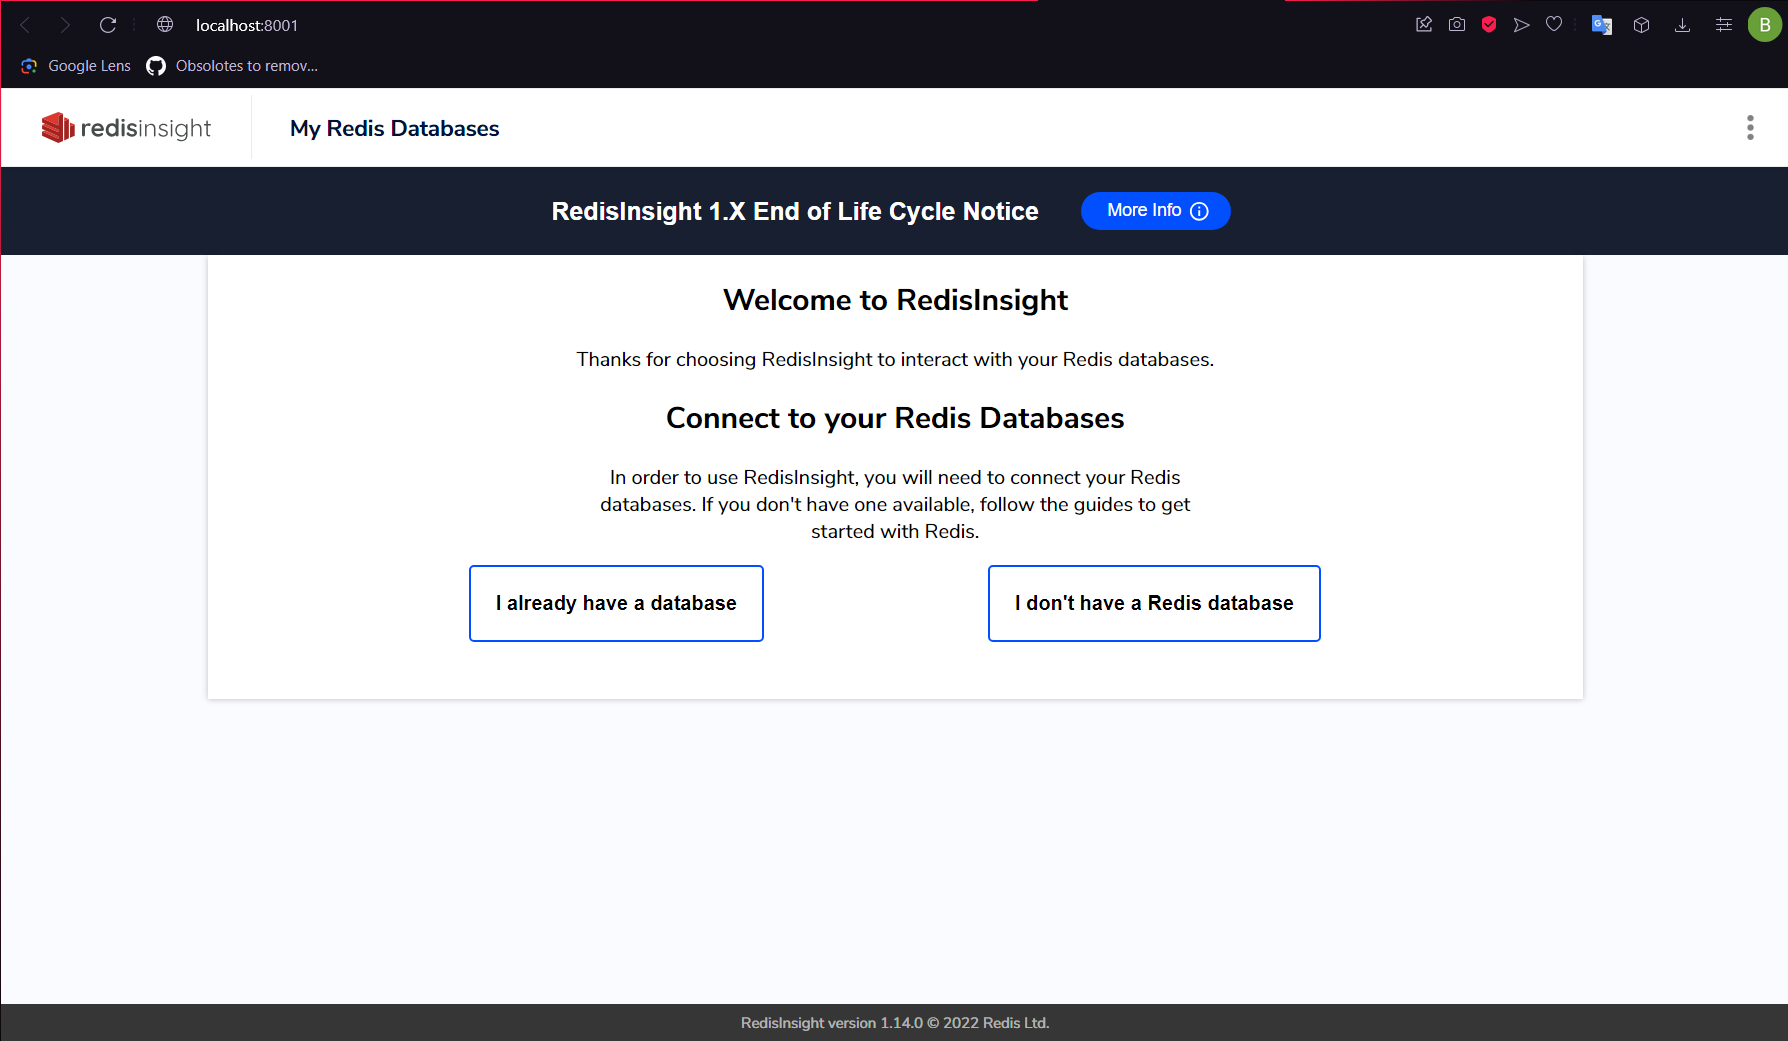 localhost:8001
B
Google Lens
Obsolotes to remov...
redisinsight
My Redis Databases
RedisInsight 1.X End of Life Cycle Notice
More Info
Welcome to RedisInsight
Thanks for choosing RedisInsight to interact with your Redis databases.
Connect to your Redis Databases
In order to use RedisInsight, you will need to connect your Redis
databases. If you don't have one available, follow the guides to get
started with Redis.
I already have a database
I don't have a Redis database
RedisInsight version 1.14.0 © 2022 Redis Ltd.